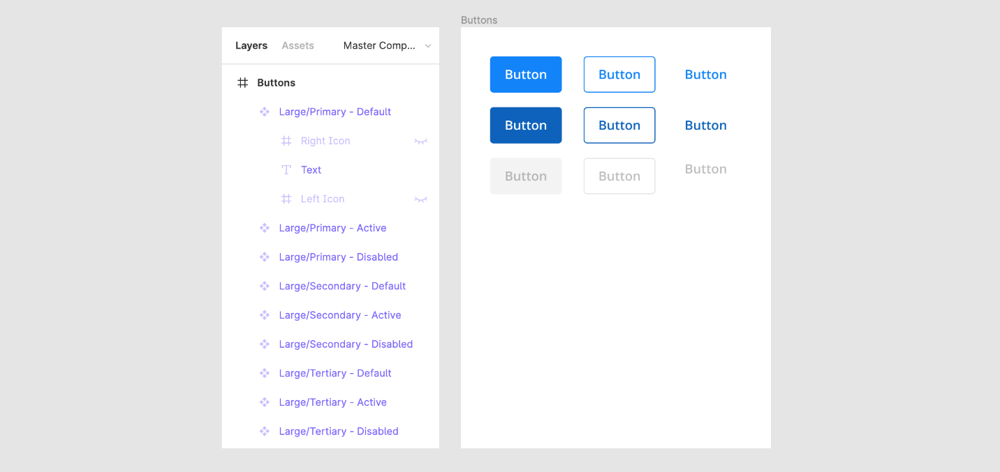 Buttons
Layers Assets Master Comp...
Buttons
Large/Primary - Default
Right Icon
Text
Left Icon
Large/Primary - Active
Large/Primary - Disabled
Large/Secondary - Default
Large/Secondary - Active
Large/Secondary - Disabled
Large/Tertiary - Default
Large/Tertiary - Active
Large/Tertiary - Disabled
Button Button Button
Button Button Button
Button Button Button